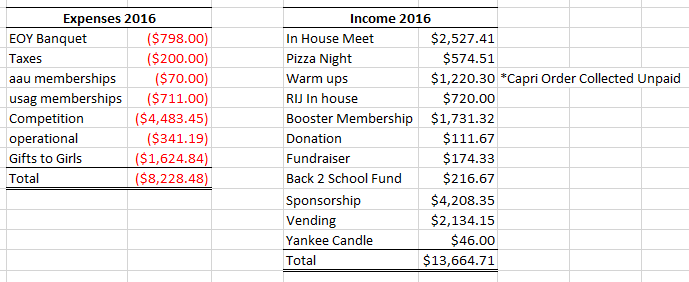 Expenses 2016 Income 2016
EOY Banquet ($798.00) In House Meet $2,527.41
Taxes ($200.00) Pizza Night $574.51
aau memberships ($70.00) Warm ups $1,220.30 *Capri Order Collected Unpaid
usag memberships ($711.00) RIJ In house $720.00
Competition ($4,483.45) Booster Membership $1,731.32
operational ($341.19) Donation $111.67
Gifts to Girls ($1,624.84) Fundraiser $174.33
Total ($8,228.48) Back 2 School Fund $216.67
Sponsorship $4,208.35
Vending $2,134.15
Yankee Candle $46.00
Total $13,664.71